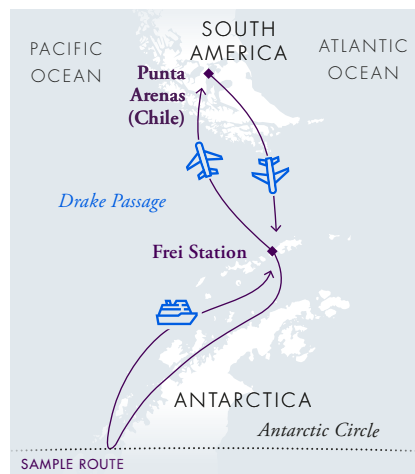 SOUTH
AMERICA
PACIFIC
OCEAN
ATLANTIC
OCEAN
Punta
Arenas
(Chile)
Drake Passage
Frei Station
ANTARCTICA
Antarctic Circle
SAMPLE ROUTE